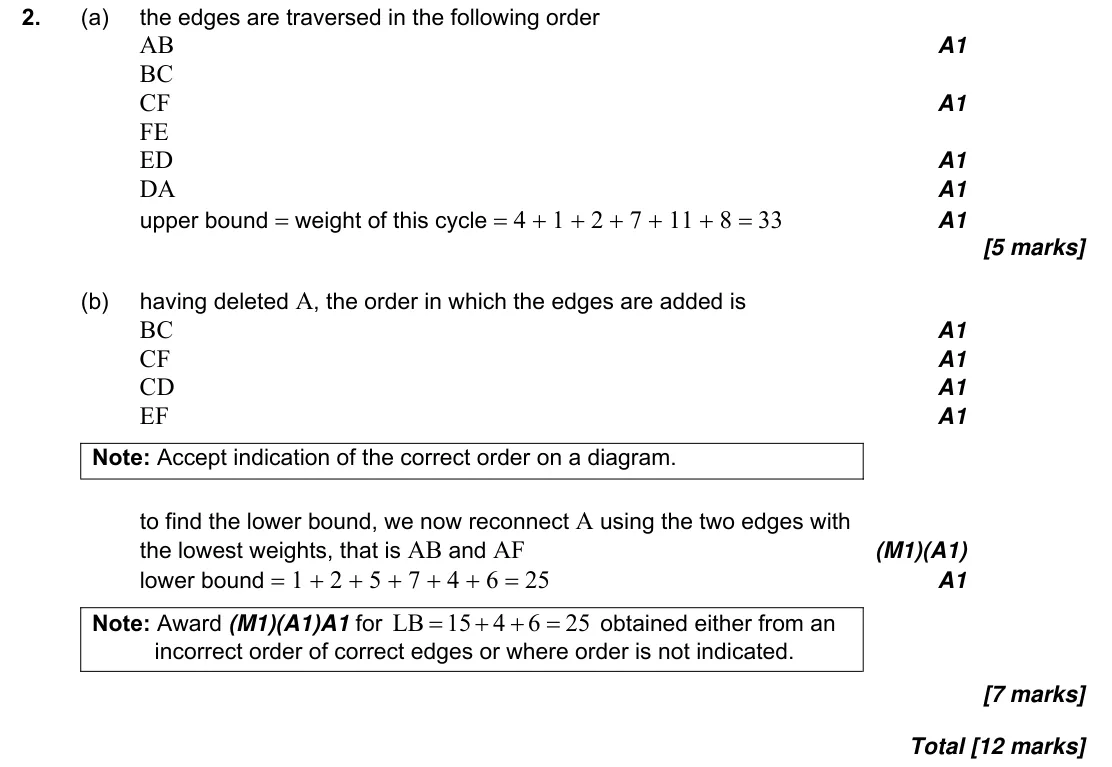 2. (a) the edges are traversed in the following order
AB A1
BC
CF A1
FE
ED A1
DA A1
upper bound = weight of this cycle = 4 + 1 + 2 + 7 + 11 + 8 = 33 A1
[5 marks]
(b) having deleted A, the order in which the edges are added is
BC A1
CF A1
CD A1
EF A1
Note: Accept indication of the correct order on a diagram.
to find the lower bound, we now reconnect A using the two edges with
the lowest weights, that is AB and AF (M1)(A1)
lower bound = 1 + 2 + 5 + 7 + 4 + 6 = 25 A1
Note: Award (M1)(A1)A1 for LB = 15 + 4 + 6 = 25 obtained either from an
incorrect order of correct edges or where order is not indicated.
[7 marks]
Total [12 marks]